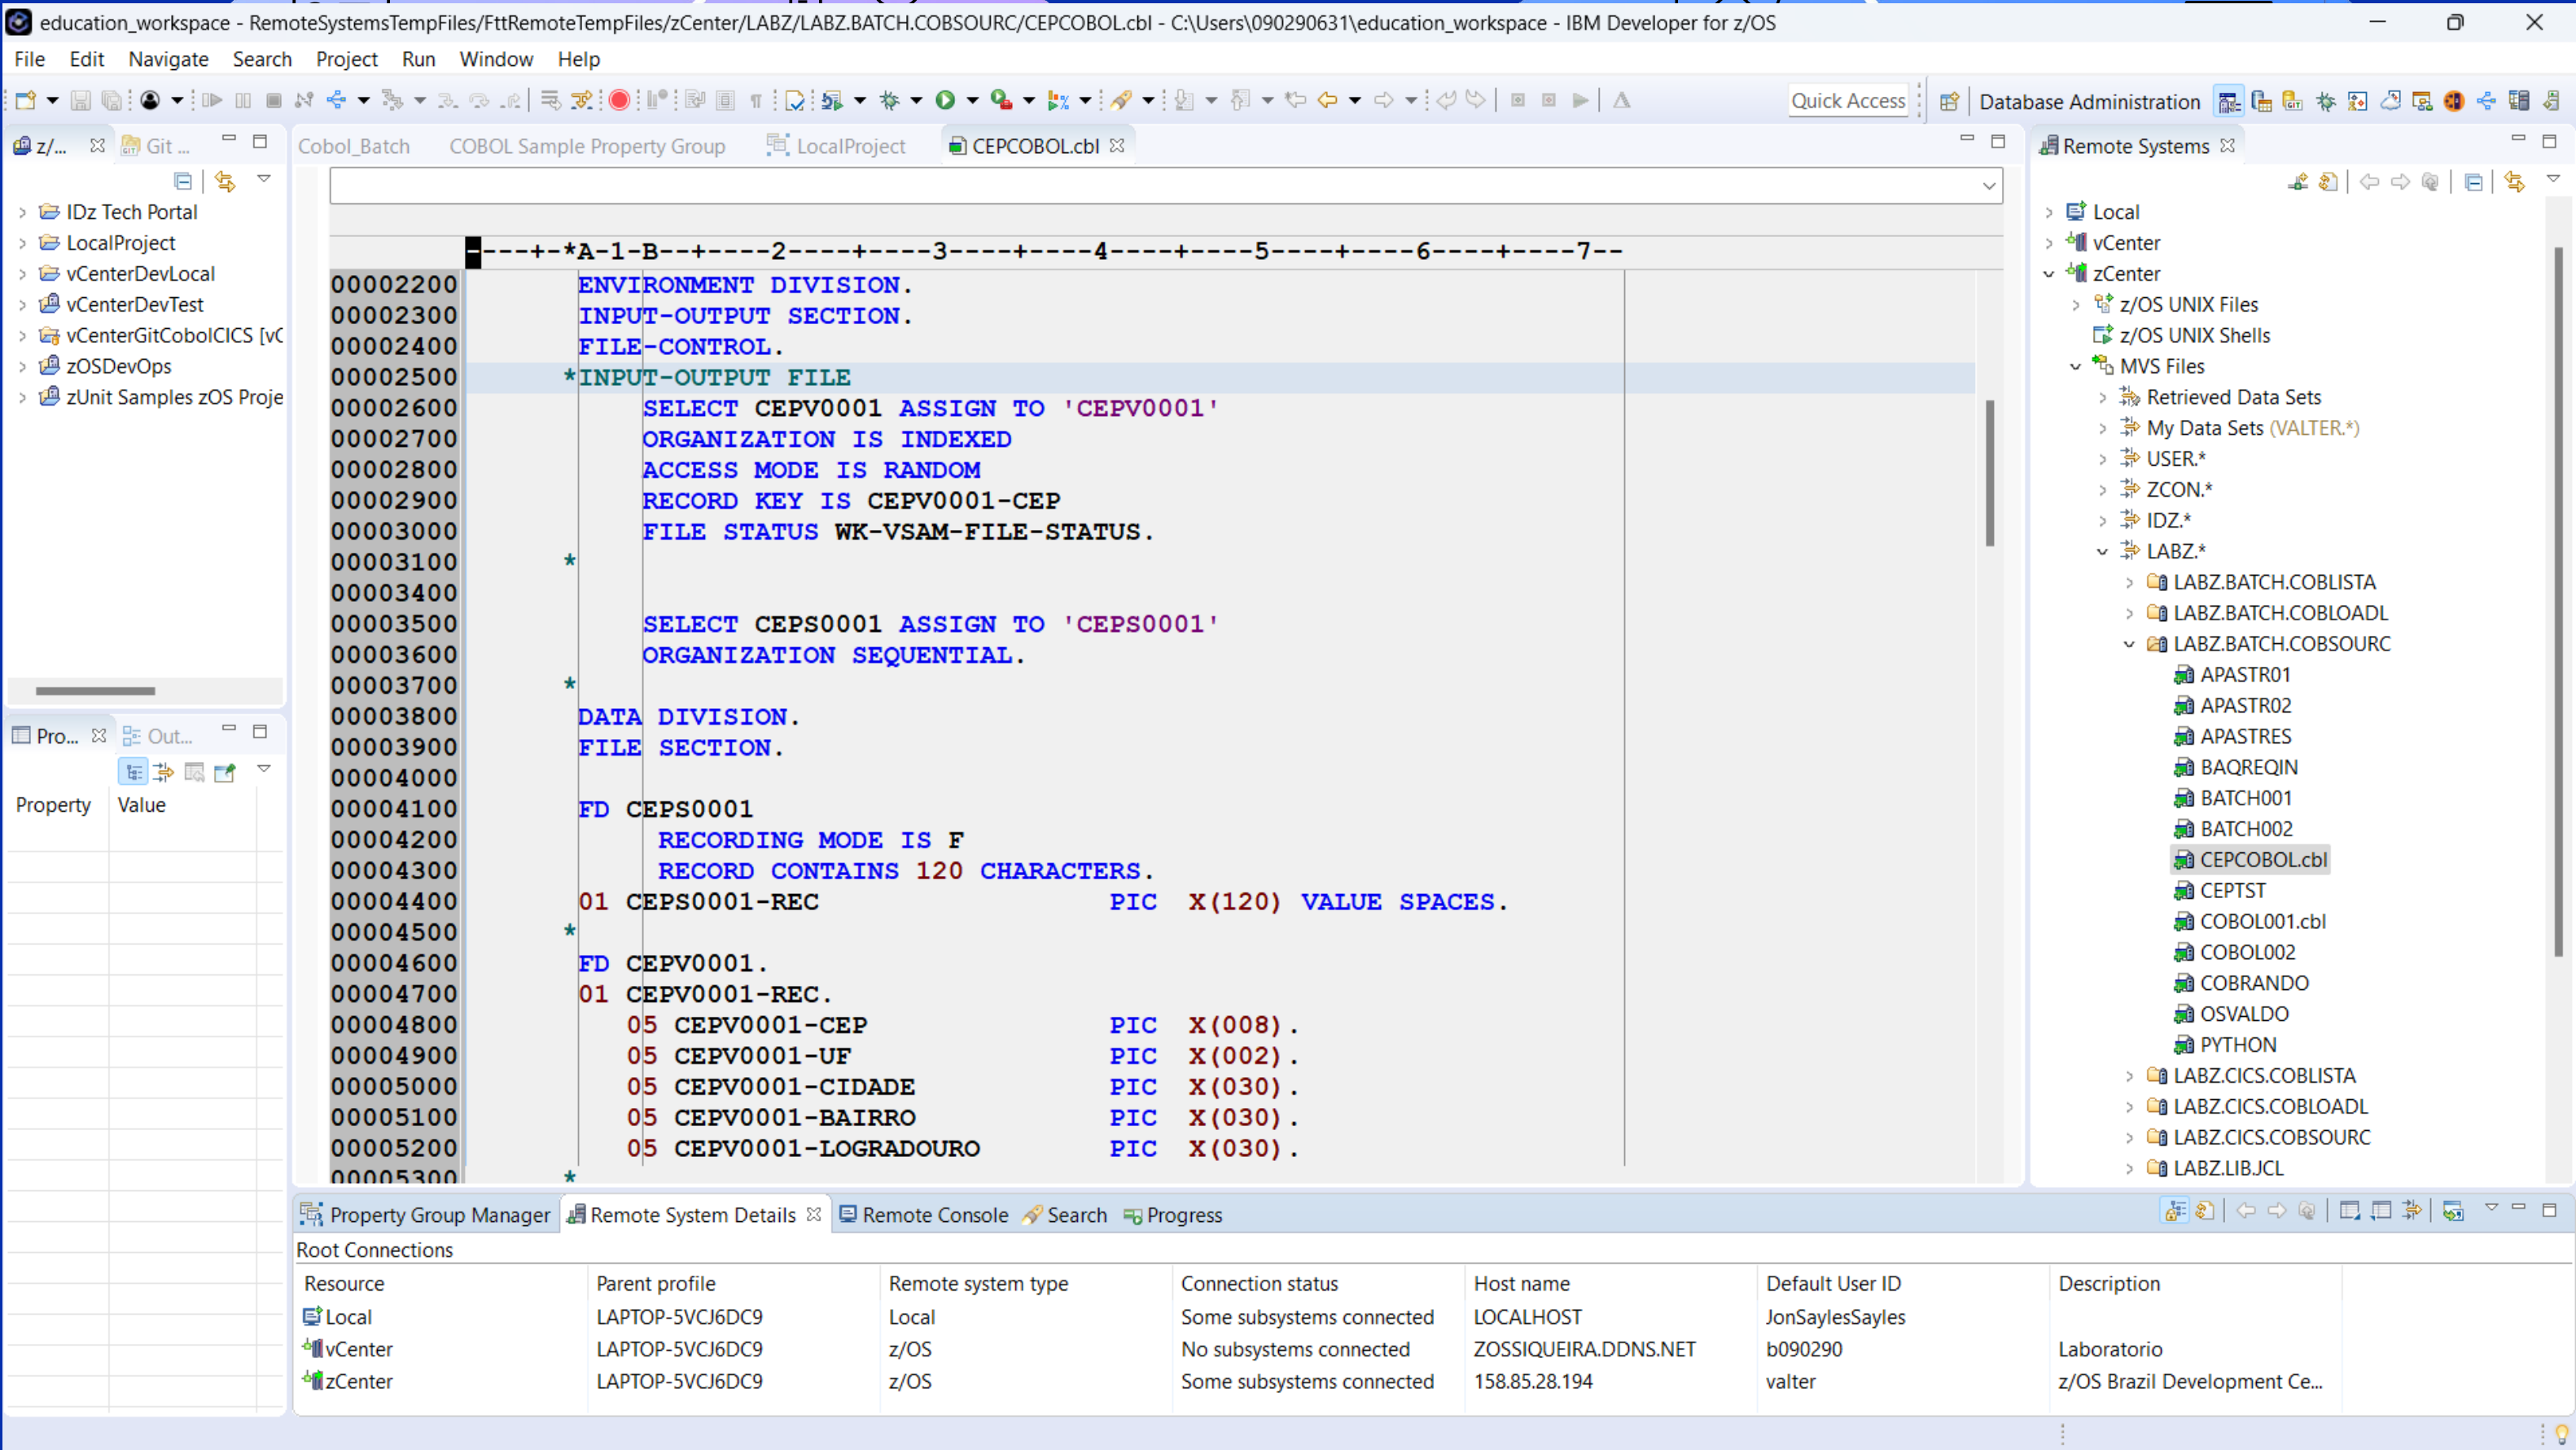 education_workspace - RemoteSystemsTempFiles/FttRemoteTempFiles/zCenter/LABZ/LABZ.BATCH.COBSOURC/CEPCOBOL.cbl - C:\Users\090290631\education_workspace - IBM Developer for z/OS
File Edit Navigate Search Project Run Window Help
Quick Access
Database Administration
z/...
Git ...
IDz Tech Portal
LocalProject
vCenterDevLocal
vCenterDevTest
vCenterGitCobolCICS [vC
zOSDevOps
zUnit Samples zOS Proje
Pro...
Out...
Property Value
Cobol_Batch
COBOL Sample Property Group
LocalProject
CEPCOBOL.cbl
----+-*A-1-B--+----2----+----3----+----4----+----5----+----6----+----7--
00002200 ENVIRONMENT DIVISION.
00002300 INPUT-OUTPUT SECTION.
00002400 FILE-CONTROL.
00002500 *INPUT-OUTPUT FILE
00002600 SELECT CEPV0001 ASSIGN TO 'CEPV0001'
00002700 ORGANIZATION IS INDEXED
00002800 ACCESS MODE IS RANDOM
00002900 RECORD KEY IS CEPV0001-CEP
00003000 FILE STATUS WK-VSAM-FILE-STATUS.
00003100 *
00003400
00003500 SELECT CEPS0001 ASSIGN TO 'CEPS0001'
00003600 ORGANIZATION SEQUENTIAL.
00003700 *
00003800 DATA DIVISION.
00003900 FILE SECTION.
00004000
00004100 FD CEPS0001
00004200 RECORDING MODE IS F
00004300 RECORD CONTAINS 120 CHARACTERS.
00004400 01 CEPS0001-REC PIC X(120) VALUE SPACES.
00004500 *
00004600 FD CEPV0001.
00004700 01 CEPV0001-REC.
00004800 05 CEPV0001-CEP PIC X(008).
00004900 05 CEPV0001-UF PIC X(002).
00005000 05 CEPV0001-CIDADE PIC X(030).
00005100 05 CEPV0001-BAIRRO PIC X(030).
00005200 05 CEPV0001-LOGRADOURO PIC X(030).
00005300 *
Remote Systems
Local
vCenter
zCenter
z/OS UNIX Files
z/OS UNIX Shells
MVS Files
Retrieved Data Sets
My Data Sets (VALTER.*)
USER.*
ZCON.*
IDZ.*
LABZ.*
LABZ.BATCH.COBLISTA
LABZ.BATCH.COBLOADL
LABZ.BATCH.COBSOURC
APASTR01
APASTR02
APASTRES
BAQREQIN
BATCH001
BATCH002
CEPCOBOL.cbl
CEPTST
COBOL001.cbl
COBOL002
COBRANDO
OSVALDO
PYTHON
LABZ.CICS.COBLISTA
LABZ.CICS.COBLOADL
LABZ.CICS.COBSOURC
LABZ.LIB.JCL
Property Group Manager
Remote System Details
Remote Console
Search
Progress
Root Connections
Resource Parent profile Remote system type Connection status Host name Default User ID Description
Local LAPTOP-5VCJ6DC9 Local Some subsystems connected LOCALHOST JonSaylesSayles
vCenter LAPTOP-5VCJ6DC9 z/OS No subsystems connected ZOSSIQUEIRA.DDNS.NET b090290 Laboratorio
zCenter LAPTOP-5VCJ6DC9 z/OS Some subsystems connected 158.85.28.194 valter z/OS Brazil Development Ce...